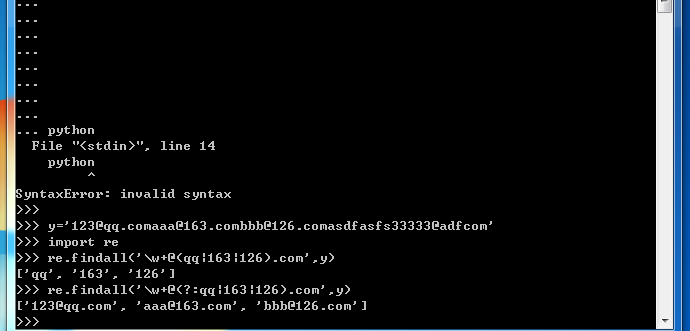 ...
...
...
...
...
...
...
...
... python
  File "<stdin>", line 14
    python
         ^
SyntaxError: invalid syntax
>>>
>>> y='123@qq.comaaa@163.combbb@126.comasdfasfs33333@adfcom'
>>> import re
>>> re.findall('\w+@(qq|163|126).com',y)
['qq', '163', '126']
>>> re.findall('\w+@(?:qq|163|126).com',y)
['123@qq.com', 'aaa@163.com', 'bbb@126.com']
>>>